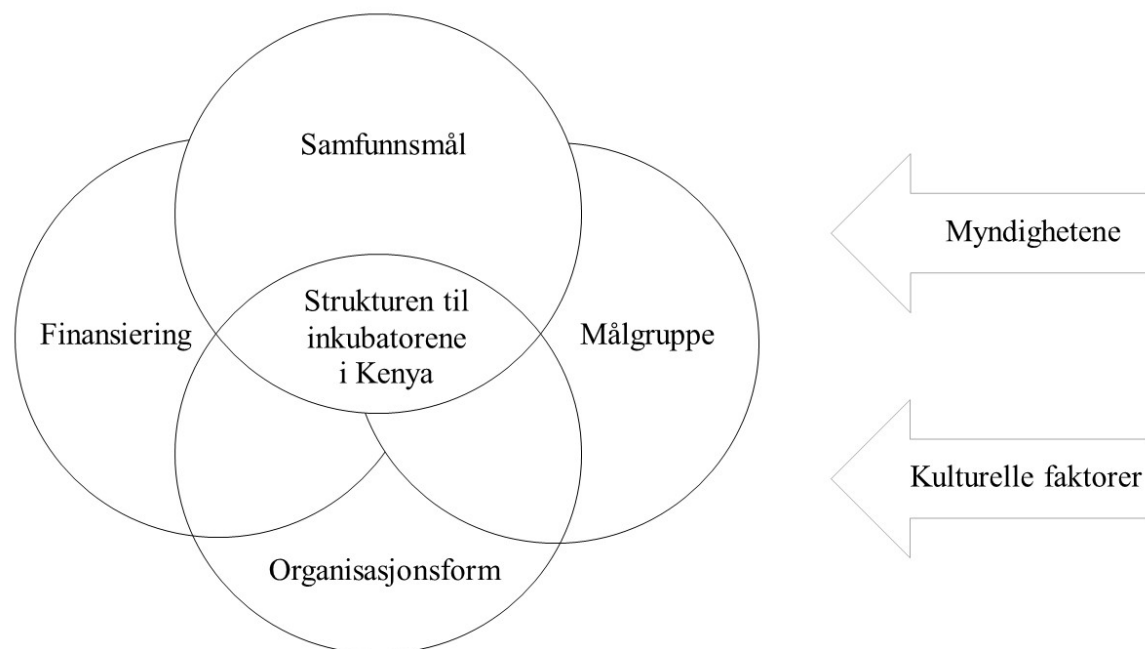 Samfunnsmål
Myndighetene
Strukturen til
inkubatorene
i Kenya
Finansiering
Målgruppe
Kulturelle faktorer
Organisasjonsform